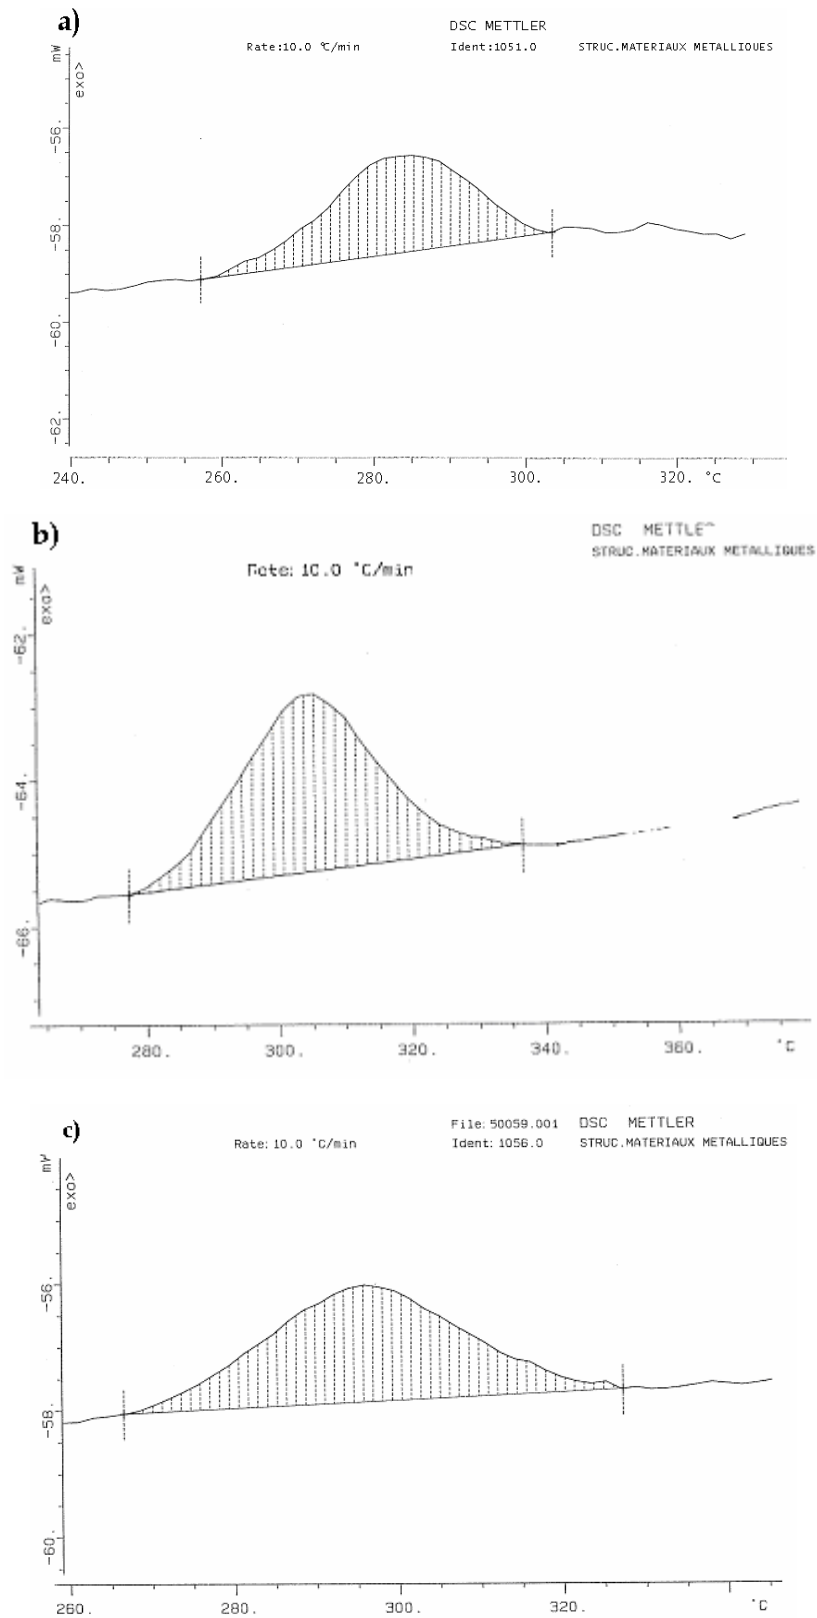 a)
DSC METTLER
Rate:10.0 °C/min Ident:1051.0 STRUC.MATERIAUX METALLIQUES
mW
exo>
-56.
-58.
-60.
-62.
240. 260. 280. 300. 320. °C
b)
DSC
STRUC.MATERIAUX METALLIQUES
Rate: 10.0 °C/min
mW
exo>
-62.
-64.
-66.
280. 300. 320. 340. 360. °C
c)
File: 50059.001 DSC METTLER
Rate: 10.0 °C/min Ident: 1056.0 STRUC.MATERIAUX METALLIQUES
mW
exo>
-56.
-58.
-60.
260. 280. 300. 320. °C